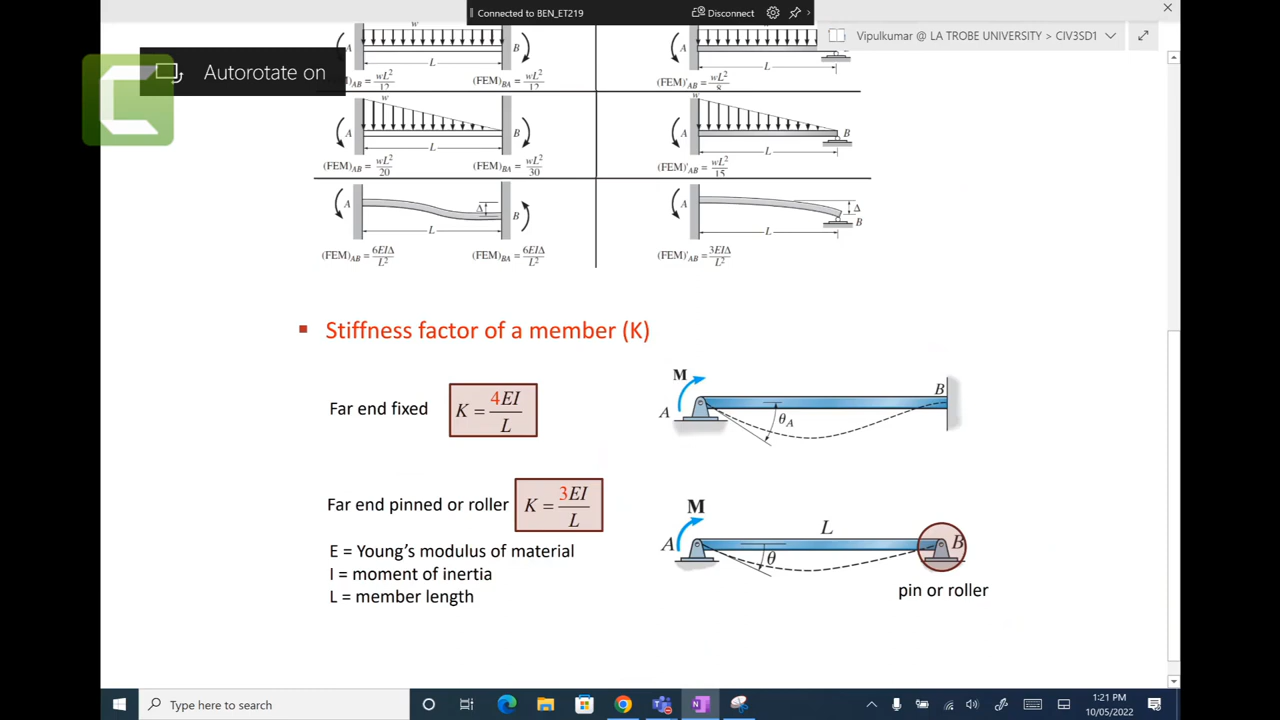 Connected to BEN_ET219
Disconnect
Vipulkumar @ LA TROBE UNIVERSITY > CIV3SD1
Autorotate on
w
A
B
L
L
(FEM)BA = wL²/12
(FEM)'AB = wL²/8
w
w
A
B
A
B
L
L
(FEM)AB = wL²/20
(FEM)BA = wL²/30
(FEM)'AB = wL²/15
A
Δ
B
A
Δ
B
L
L
(FEM)AB = 6EIΔ/L²
(FEM)BA = 6EIΔ/L²
(FEM)'AB = 3EIΔ/L²
▪ Stiffness factor of a member (K)
M
A
B
θA
Far end fixed K = 4EI/L
M
A
L
B
θ
Far end pinned or roller K = 3EI/L
E = Young's modulus of material
I = moment of inertia
L = member length
pin or roller
Type here to search
1:21 PM
10/05/2022